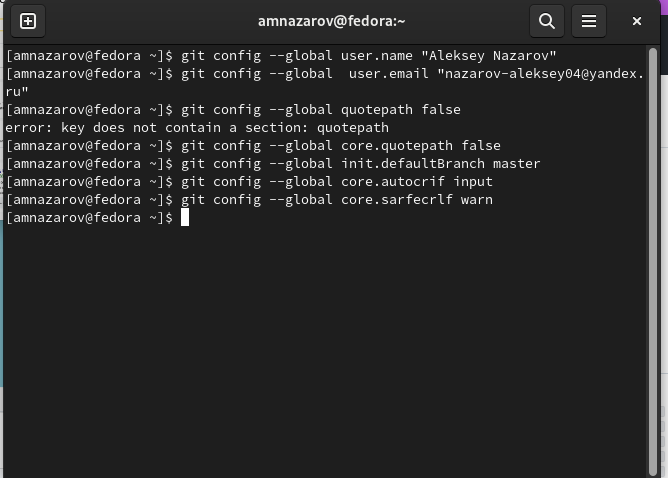 amnazarov@fedora:~
[amnazarov@fedora ~]$ git config --global user.name "Aleksey Nazarov"
[amnazarov@fedora ~]$ git config --global  user.email "nazarov-aleksey04@yandex.
ru"
[amnazarov@fedora ~]$ git config --global quotepath false
error: key does not contain a section: quotepath
[amnazarov@fedora ~]$ git config --global core.quotepath false
[amnazarov@fedora ~]$ git config --global init.defaultBranch master
[amnazarov@fedora ~]$ git config --global core.autocrif input
[amnazarov@fedora ~]$ git config --global core.sarfecrlf warn
[amnazarov@fedora ~]$